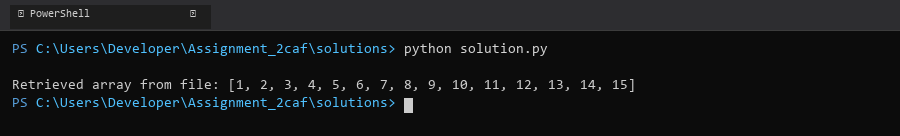 PowerShell
PS C:\Users\Developer\Assignment_2caf\solutions> python solution.py
Retrieved array from file: [1, 2, 3, 4, 5, 6, 7, 8, 9, 10, 11, 12, 13, 14, 15]
PS C:\Users\Developer\Assignment_2caf\solutions>